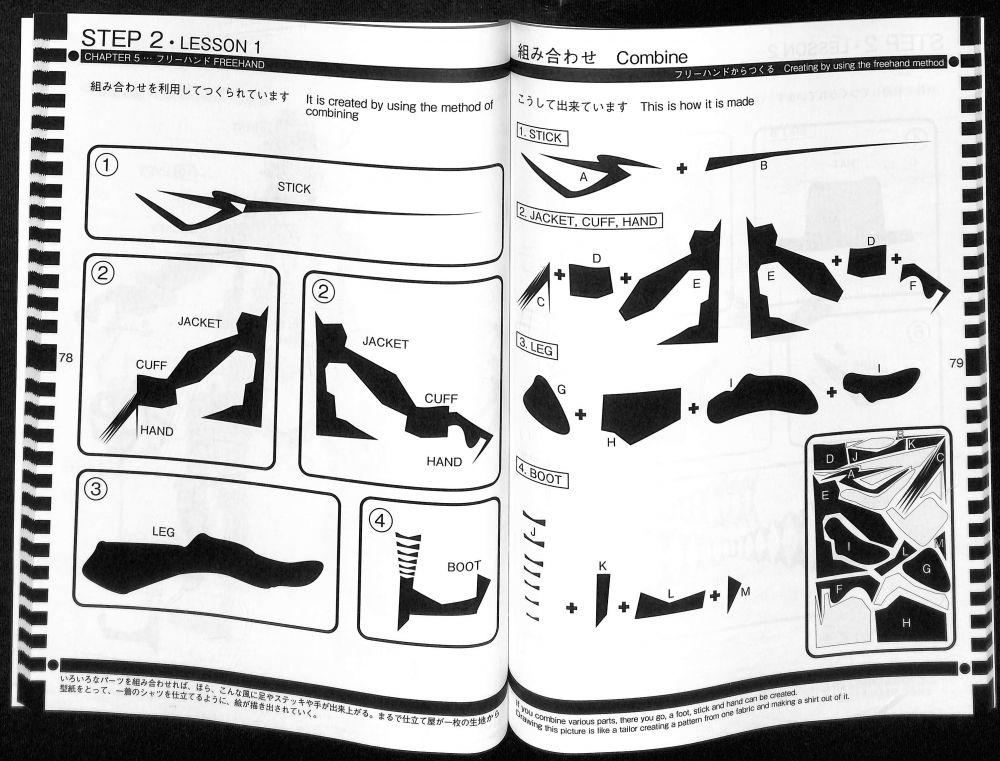 STEP 2・LESSON 1
CHAPTER 5 … フリーハンド FREEHAND
組み合わせを利用してつくられています
It is created by using the method of
combining
1
STICK
2
JACKET
CUFF
HAND
2
JACKET
CUFF
HAND
3
LEG
4
BOOT
78
いろいろなパーツを組み合わせれば、ほら、こんな風に足やステッキや手が出来上がる。まるで仕立て屋が一枚の生地から
型紙をとって、一着のシャツを仕立てるように、絵が描き出されていく。
組み合わせ Combine
フリーハンドからつくる Creating by using the freehand method
こうして出来ています This is how it is made
1. STICK
A + B
2. JACKET, CUFF, HAND
C + D + E
E + D + F
3. LEG
G + H + I + I
4. BOOT
J + K + L + M
79
D J B K C
A
E
I L M
G
F
H
If you combine various parts, there you go, a foot, stick and hand can be created.
Drawing this picture is like a tailor creating a pattern from one fabric and making a shirt out of it.